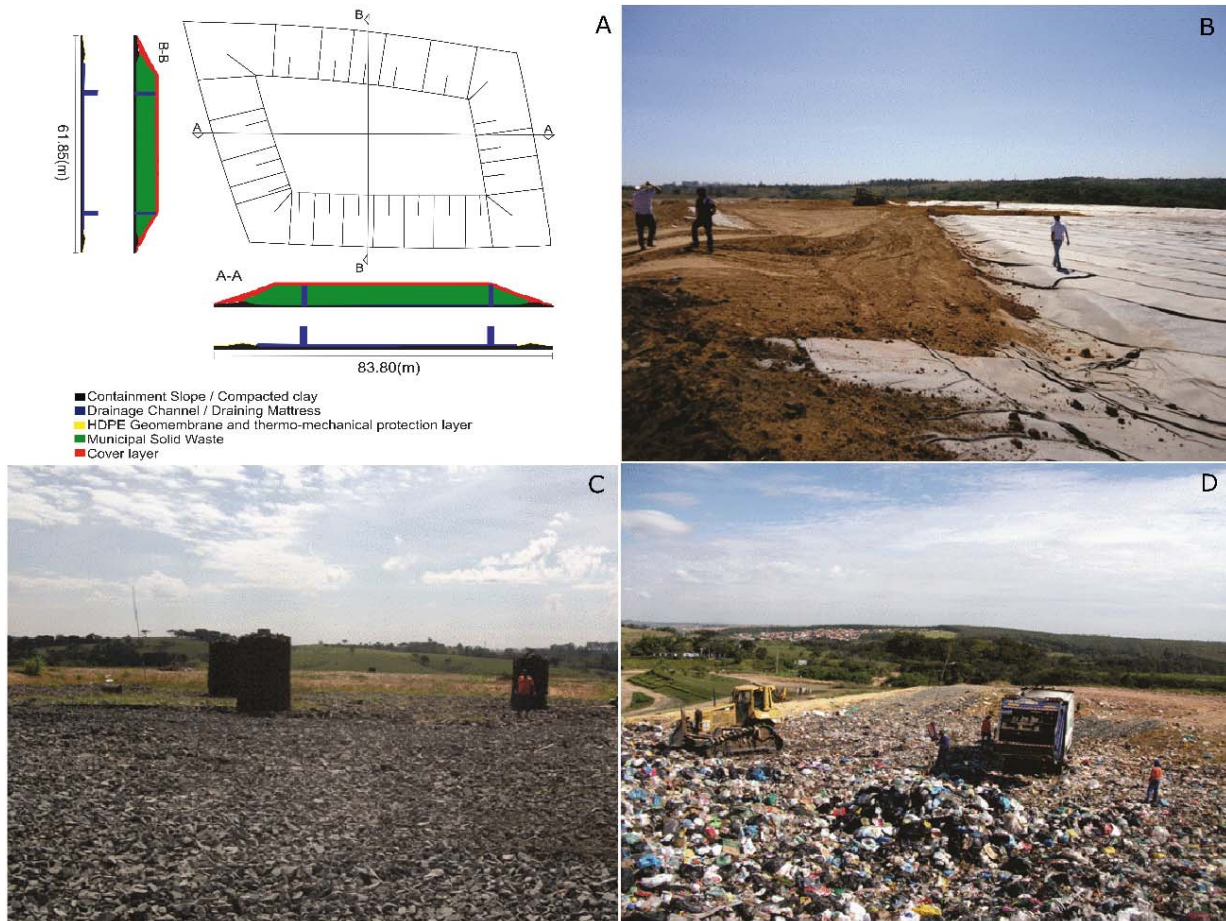 A
B
B-B
61.85(m)
A
A
B
A-A
83.80(m)
Containment Slope / Compacted clay
Drainage Channel / Draining Mattress
HDPE Geomembrane and thermo-mechanical protection layer
Municipal Solid Waste
Cover layer
B
C
D